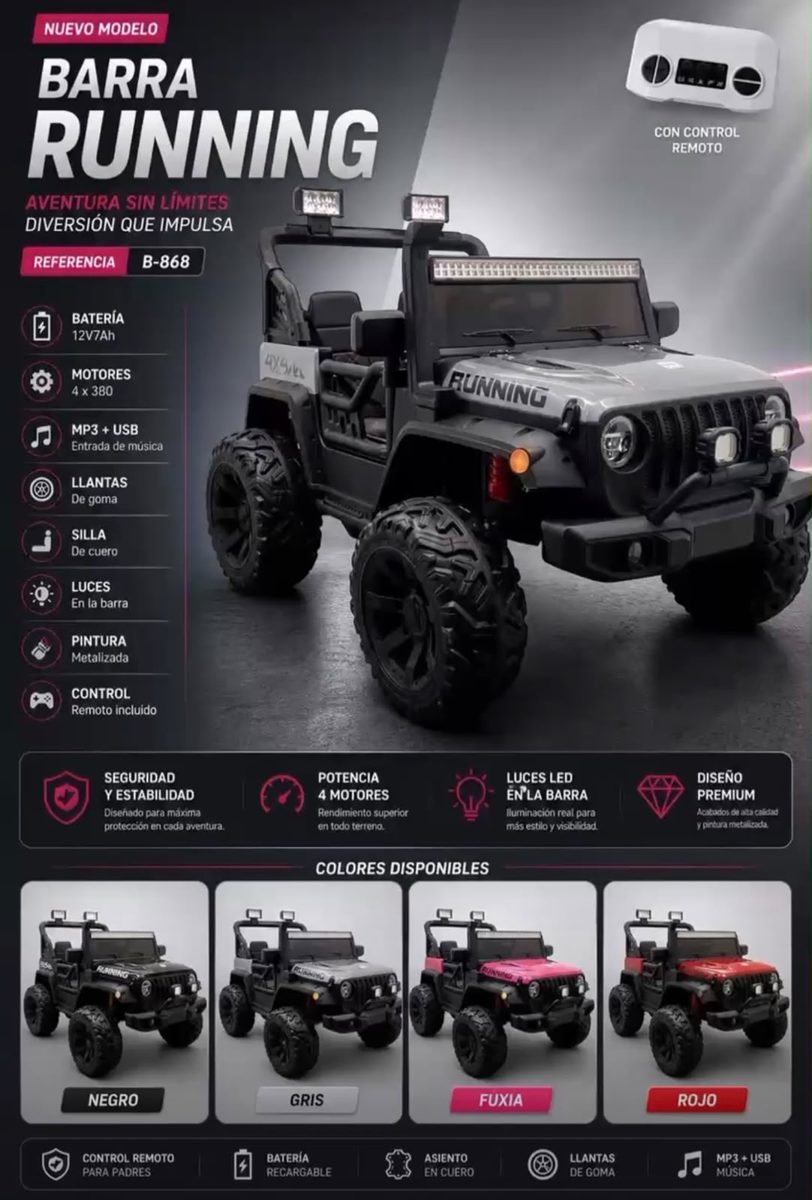 NUEVO MODELO
BARRA
RUNNING
AVENTURA SIN LÍMITES
DIVERSIÓN QUE IMPULSA
REFERENCIA B-868
CON CONTROL
REMOTO
BATERÍA
12V7Ah
MOTORES
4 x 380
MP3 + USB
Entrada de música
LLANTAS
De goma
SILLA
De cuero
LUCES
En la barra
PINTURA
Metalizada
CONTROL
Remoto incluido
RUNNING
SEGURIDAD
Y ESTABILIDAD
Diseñado para máxima
protección en cada aventura.
POTENCIA
4 MOTORES
Rendimiento superior
en todo terreno.
LUCES LED
EN LA BARRA
Iluminación real para
más estilo y visibilidad.
DISEÑO
PREMIUM
Acabados de alta calidad
y pintura metalizada.
COLORES DISPONIBLES
RUNNING
RUNNING
RUNNING
RUNNING
NEGRO
GRIS
FUXIA
ROJO
CONTROL REMOTO
PARA PADRES
BATERÍA
RECARGABLE
ASIENTO
EN CUERO
LLANTAS
DE GOMA
MP3 + USB
MÚSICA